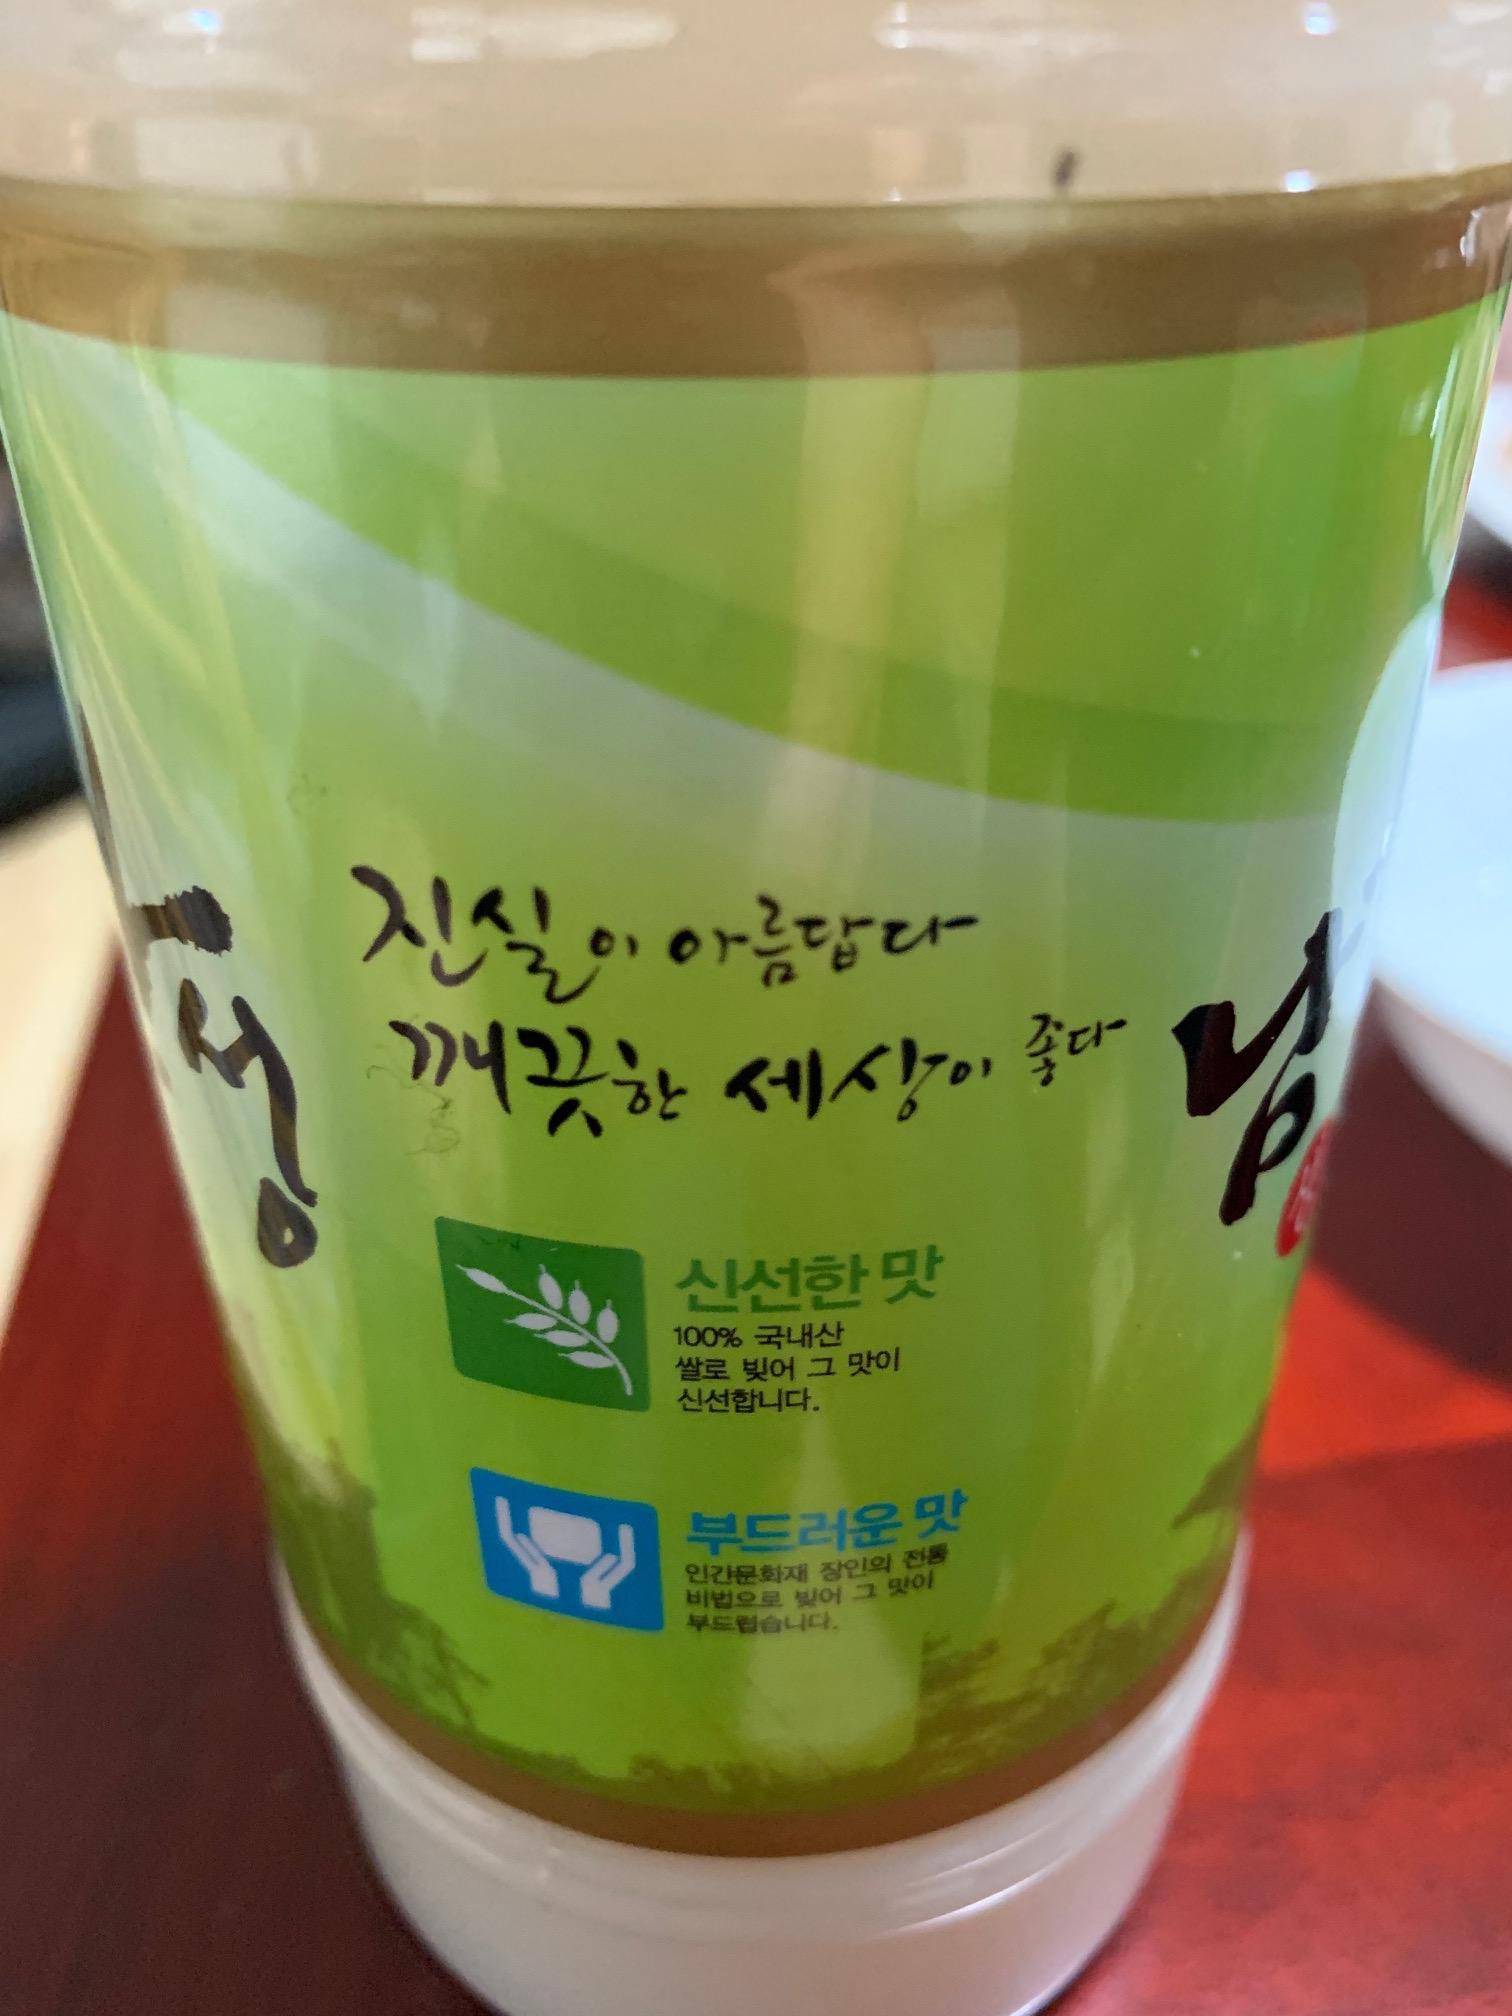 진실이 아름답다
깨끗한 세상이 좋다
신선한 맛
100% 국내산
쌀로 빚어 그 맛이
신선합니다.
부드러운 맛
인간문화재 장인의 전통
비법으로 빚어 그 맛이
부드럽습니다.